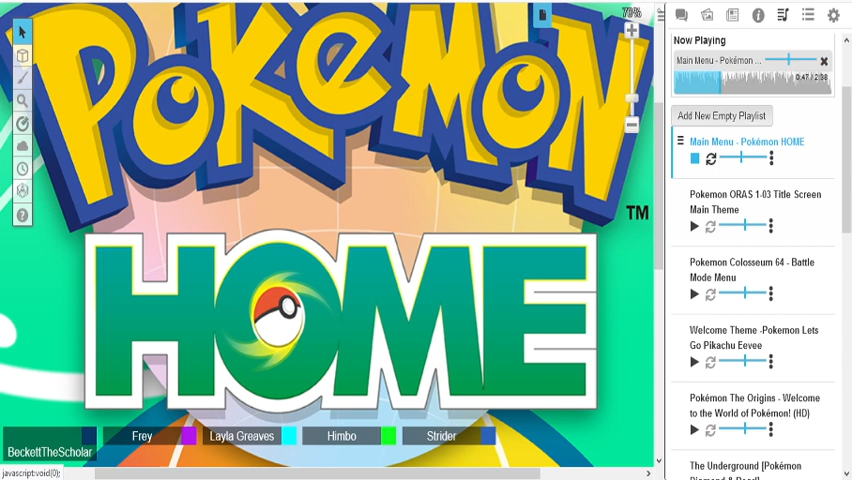 POKéMON
TM
HOME
70%
BeckettTheScholar
Frey
Layla Greaves
Himbo
Strider
javascript:void(0);
Now Playing
Main Menu - Pokémon ...
0:47 / 2:38
Add New Empty Playlist
Main Menu - Pokémon HOME
Pokemon ORAS 1-03 Title Screen
Main Theme
Pokemon Colosseum 64 - Battle
Mode Menu
Welcome Theme -Pokemon Lets
Go Pikachu Eevee
Pokémon The Origins - Welcome
to the World of Pokémon! (HD)
The Underground [Pokémon